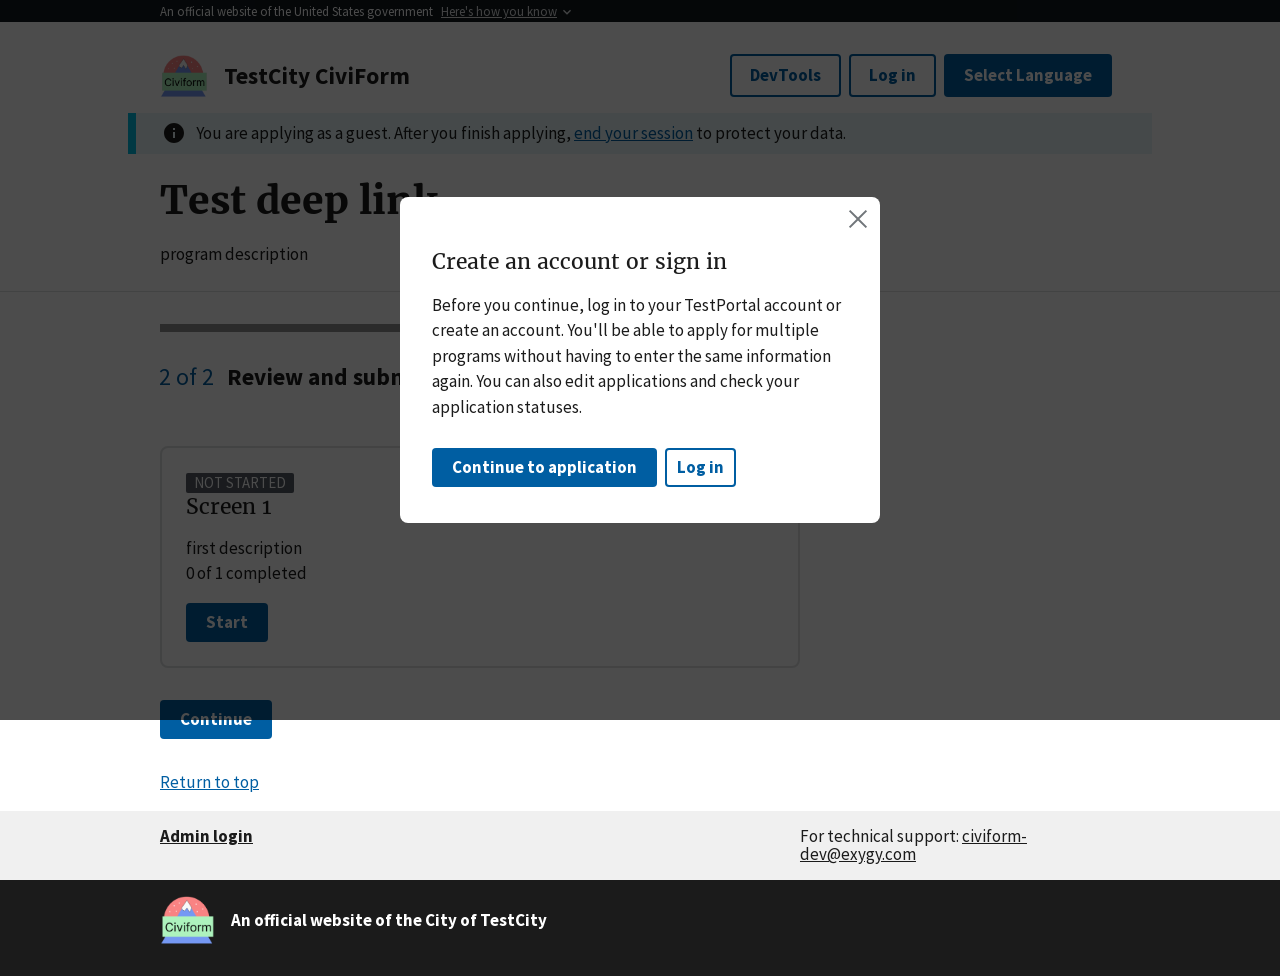 An official website of the United States government Here's how you know
Civiform
TestCity CiviForm
DevTools
Log in
Select Language
You are applying as a guest. After you finish applying, end your session to protect your data.
Test deep link
program description
2 of 2 Review and subm
Create an account or sign in
Before you continue, log in to your TestPortal account or
create an account. You'll be able to apply for multiple
programs without having to enter the same information
again. You can also edit applications and check your
application statuses.
Continue to application
Log in
NOT STARTED
Screen 1
first description
0 of 1 completed
Start
Continue
Return to top
Admin login
For technical support: civiform-
dev@exygy.com
Civiform
An official website of the City of TestCity